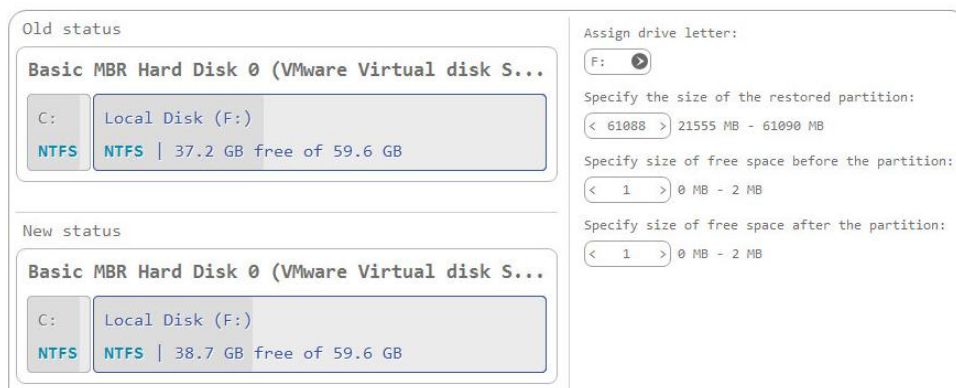 Old status
Basic MBR Hard Disk 0 (VMware Virtual disk S...
C:
NTFS
Local Disk (F:)
NTFS | 37.2 GB free of 59.6 GB
New status
Basic MBR Hard Disk 0 (VMware Virtual disk S...
C:
NTFS
Local Disk (F:)
NTFS | 38.7 GB free of 59.6 GB
Assign drive letter:
F:
Specify the size of the restored partition:
< 61088 > 21555 MB - 61090 MB
Specify size of free space before the partition:
< 1 > 0 MB - 2 MB
Specify size of free space after the partition:
< 1 > 0 MB - 2 MB